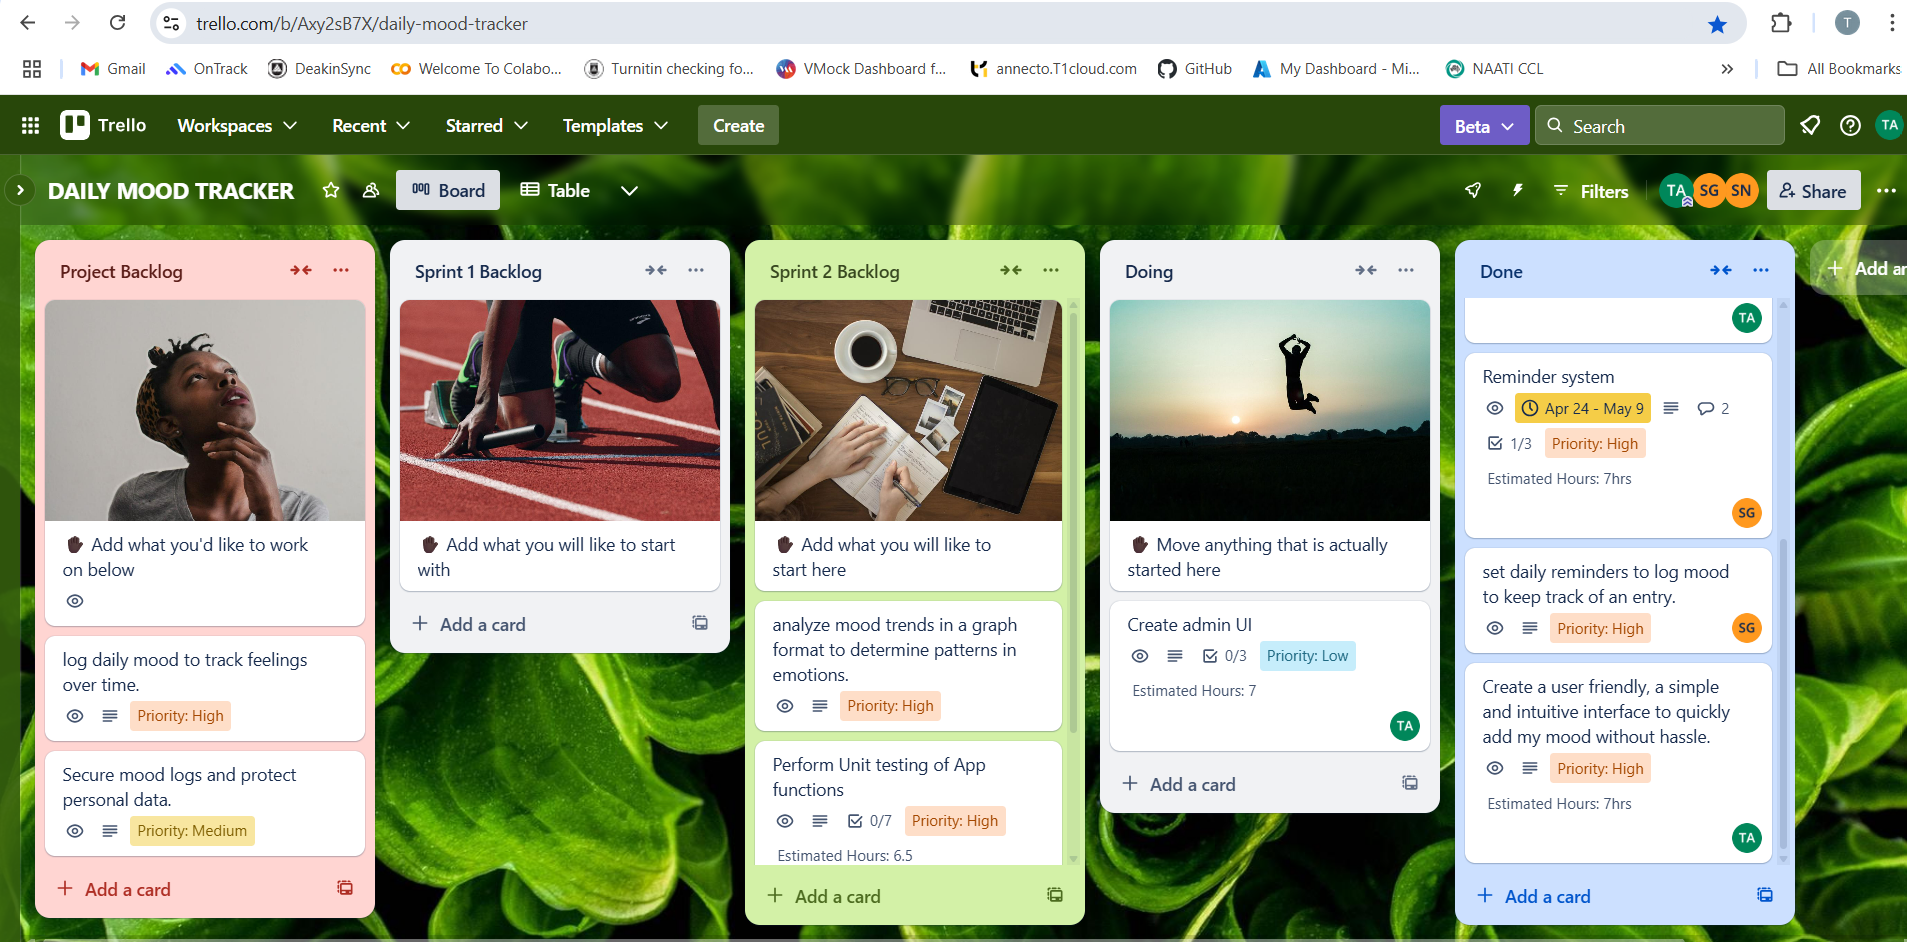 trello.com/b/Axy2sB7X/daily-mood-tracker
T
Gmail
OnTrack
DeakinSync
Welcome To Colabo...
Turnitin checking fo...
VMock Dashboard f...
annecto.T1cloud.com
GitHub
My Dashboard - Mi...
NAATI CCL
All Bookmarks
Trello
Workspaces
Recent
Starred
Templates
Create
Beta
Search
TA
DAILY MOOD TRACKER
Board
Table
Filters
TA
SG
SN
Share
Project Backlog
Add what you'd like to work
on below
log daily mood to track feelings
over time.
Priority: High
Secure mood logs and protect
personal data.
Priority: Medium
+ Add a card
Sprint 1 Backlog
Add what you will like to start
with
+ Add a card
Sprint 2 Backlog
Add what you will like to
start here
analyze mood trends in a graph
format to determine patterns in
emotions.
Priority: High
Perform Unit testing of App
functions
0/7
Priority: High
Estimated Hours: 6.5
+ Add a card
Doing
Move anything that is actually
started here
Create admin UI
0/3
Priority: Low
Estimated Hours: 7
TA
+ Add a card
Done
TA
Reminder system
Apr 24 - May 9
2
1/3
Priority: High
Estimated Hours: 7hrs
SG
set daily reminders to log mood
to keep track of an entry.
Priority: High
SG
Create a user friendly, a simple
and intuitive interface to quickly
add my mood without hassle.
Priority: High
Estimated Hours: 7hrs
TA
+ Add a card
+ Add